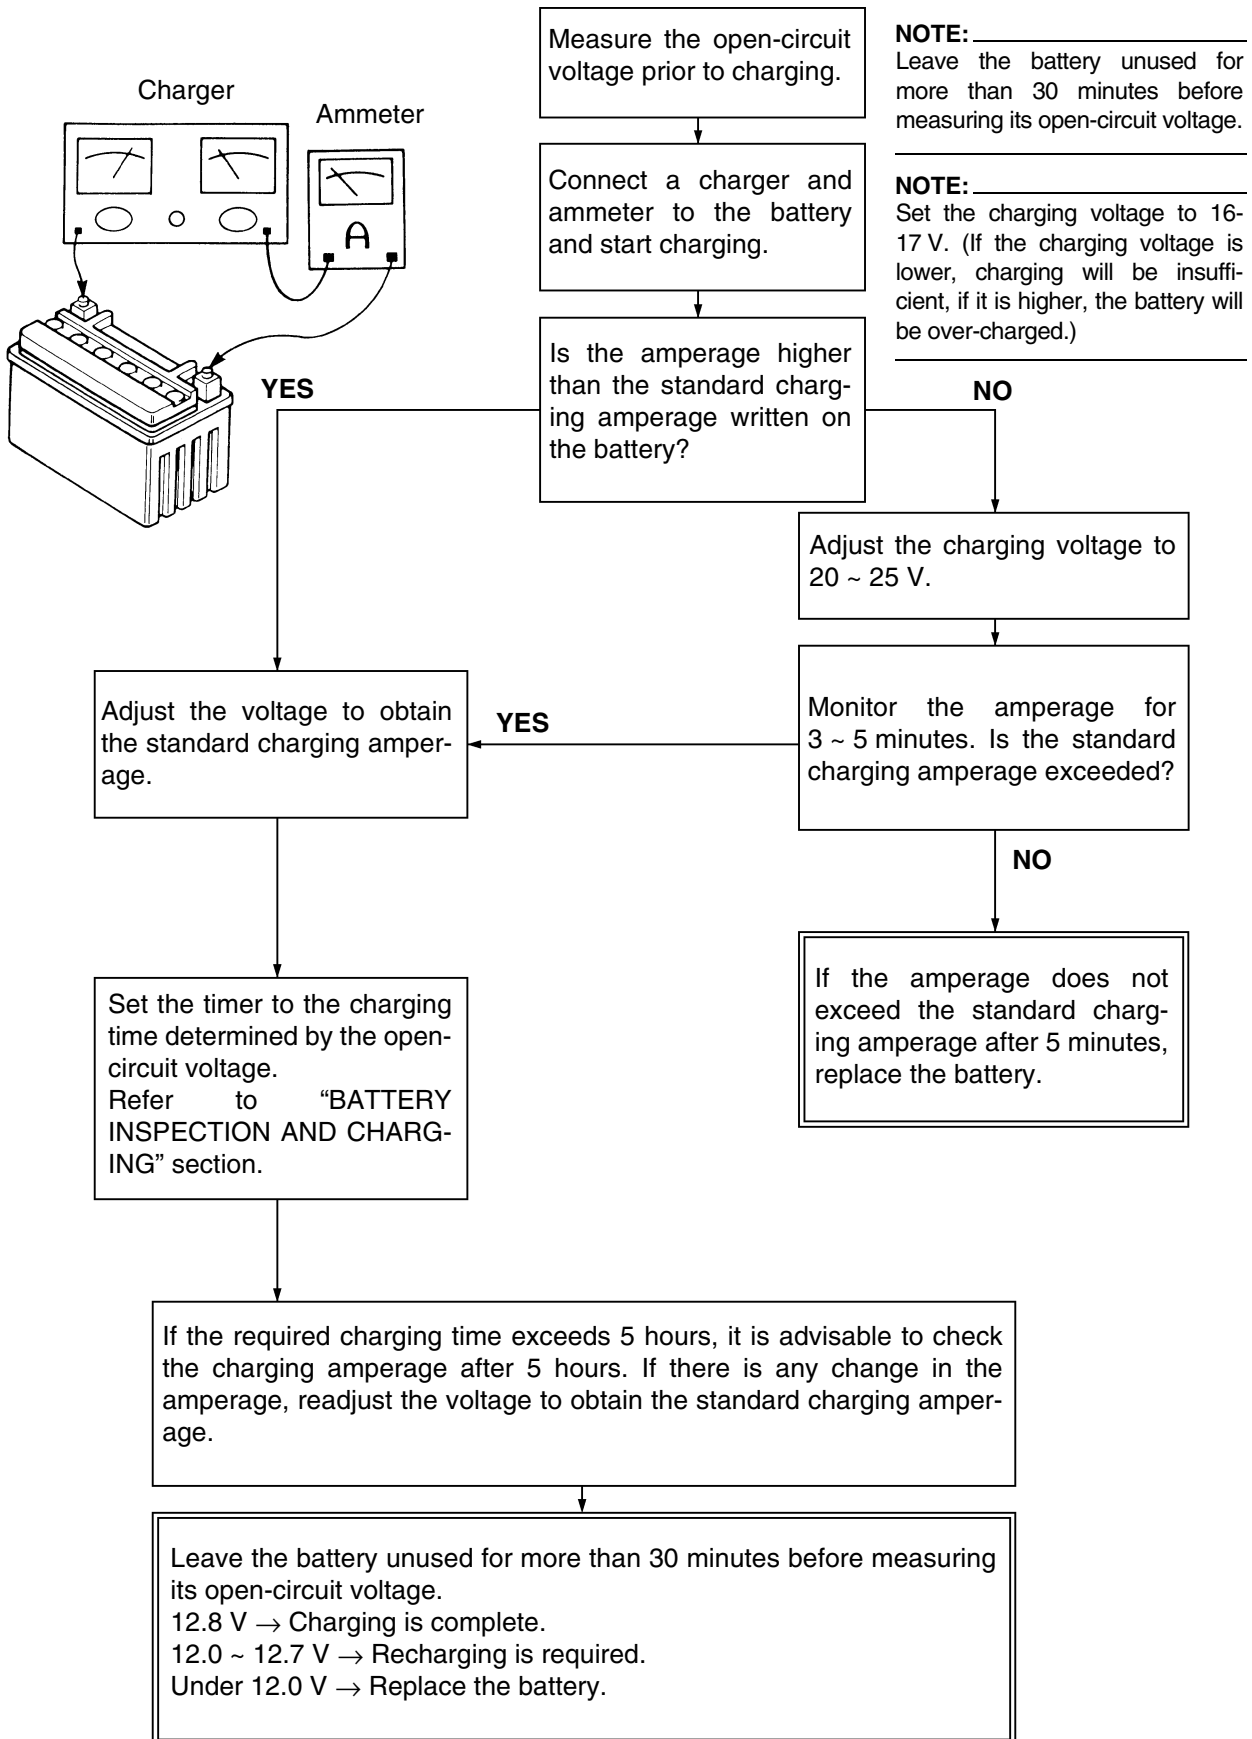 Charger
Ammeter
A
Measure the open-circuit
voltage prior to charging.
NOTE:
Leave the battery unused for
more than 30 minutes before
measuring its open-circuit voltage.
Connect a charger and
ammeter to the battery
and start charging.
NOTE:
Set the charging voltage to 16-
17 V. (If the charging voltage is
lower, charging will be insuffi-
cient, if it is higher, the battery will
be over-charged.)
Is the amperage higher
than the standard charg-
ing amperage written on
the battery?
YES
NO
Adjust the charging voltage to
20 ~ 25 V.
Monitor the amperage for
3 ~ 5 minutes. Is the standard
charging amperage exceeded?
YES
Adjust the voltage to obtain
the standard charging amper-
age.
NO
If the amperage does not
exceed the standard charg-
ing amperage after 5 minutes,
replace the battery.
Set the timer to the charging
time determined by the open-
circuit voltage.
Refer to “BATTERY
INSPECTION AND CHARG-
ING” section.
If the required charging time exceeds 5 hours, it is advisable to check
the charging amperage after 5 hours. If there is any change in the
amperage, readjust the voltage to obtain the standard charging amper-
age.
Leave the battery unused for more than 30 minutes before measuring
its open-circuit voltage.
12.8 V → Charging is complete.
12.0 ~ 12.7 V → Recharging is required.
Under 12.0 V → Replace the battery.